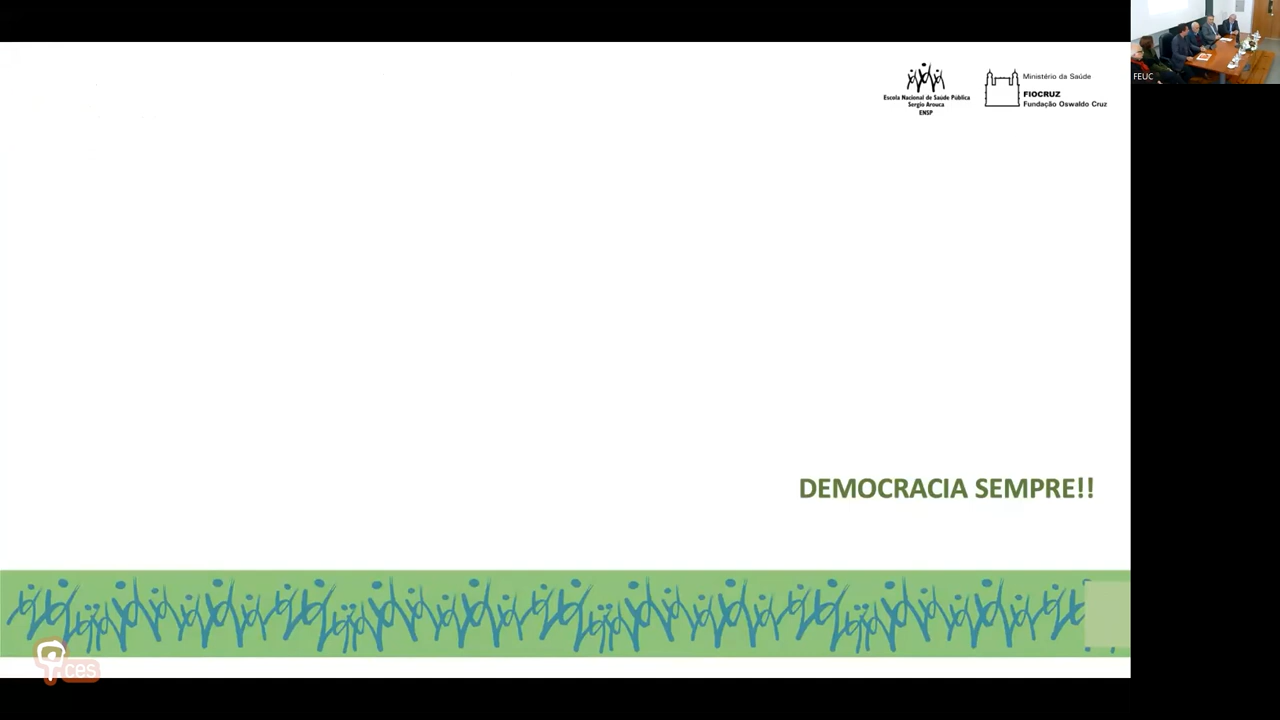 Escola Nacional de Saúde Pública
Sergio Arouca
ENSP
Ministério da Saúde
FIOCRUZ
Fundação Oswaldo Cruz
FEUC
DEMOCRACIA SEMPRE!!
ces